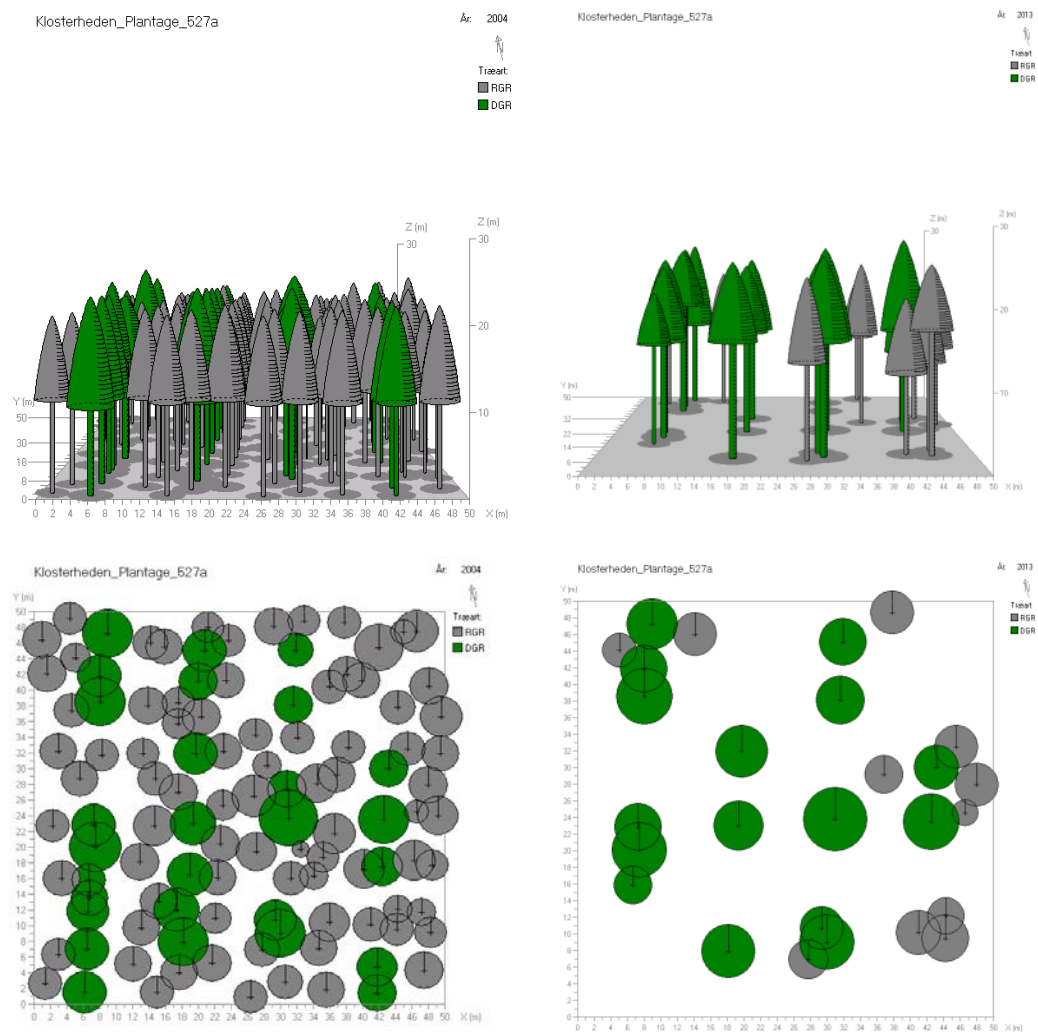 Klosterheden_Plantage_527a
År: 2004
N
Træart:
RGR
DGR
Z (m)
Z (m)
30
30
20
10
Y (m)
50
30
18
8
0
0 2 4 6 8 10 12 14 16 18 20 22 24 26 28 30 32 34 36 38 40 42 44 46 48 50 X (m)
Klosterheden_Plantage_527a
År: 2013
N
Træart:
RGR
DGR
Z (m)
Z (m)
30
30
20
10
Y (m)
50
32
22
14
6
0
0 2 4 6 8 10 12 14 16 18 20 22 24 26 28 30 32 34 36 38 40 42 44 46 48 50 X (m)
Klosterheden_Plantage_527a
År: 2004
N
Træart:
RGR
DGR
Y (m)
50
48
46
44
42
40
38
36
34
32
30
28
26
24
22
20
18
16
14
12
10
8
6
4
2
0
0 2 4 6 8 10 12 14 16 18 20 22 24 26 28 30 32 34 36 38 40 42 44 46 48 50 X (m)
Klosterheden_Plantage_527a
År: 2013
N
Træart:
RGR
DGR
Y (m)
50
48
46
44
42
40
38
36
34
32
30
28
26
24
22
20
18
16
14
12
10
8
6
4
2
0
0 2 4 6 8 10 12 14 16 18 20 22 24 26 28 30 32 34 36 38 40 42 44 46 48 50 X (m)